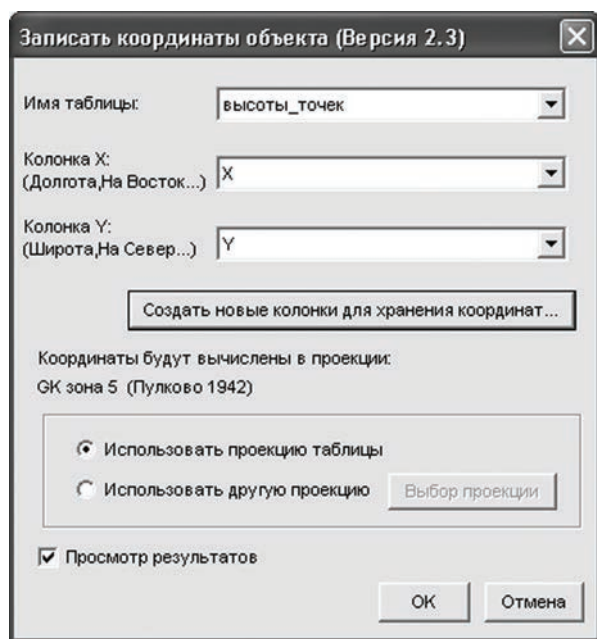 Записать координаты объекта (Версия 2.3)
Имя таблицы:
высоты_точек
Колонка X:
(Долгота,На Восток...)
X
Колонка Y:
(Широта,На Север...)
Y
Создать новые колонки для хранения координат...
Координаты будут вычислены в проекции:
GK зона 5 (Пулково 1942)
Использовать проекцию таблицы
Использовать другую проекцию
Выбор проекции
Просмотр результатов
ОК
Отмена